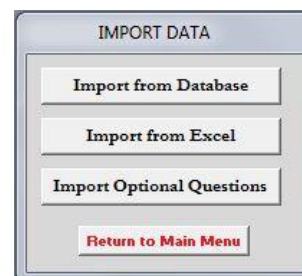 IMPORT DATA
Import from Database
Import from Excel
Import Optional Questions
Return to Main Menu